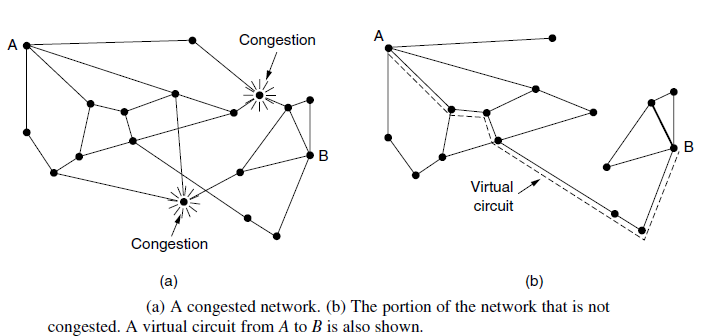 A
Congestion
B
Congestion
(a)
A
B
Virtual
circuit
(b)
(a) A congested network. (b) The portion of the network that is not
congested. A virtual circuit from A to B is also shown.